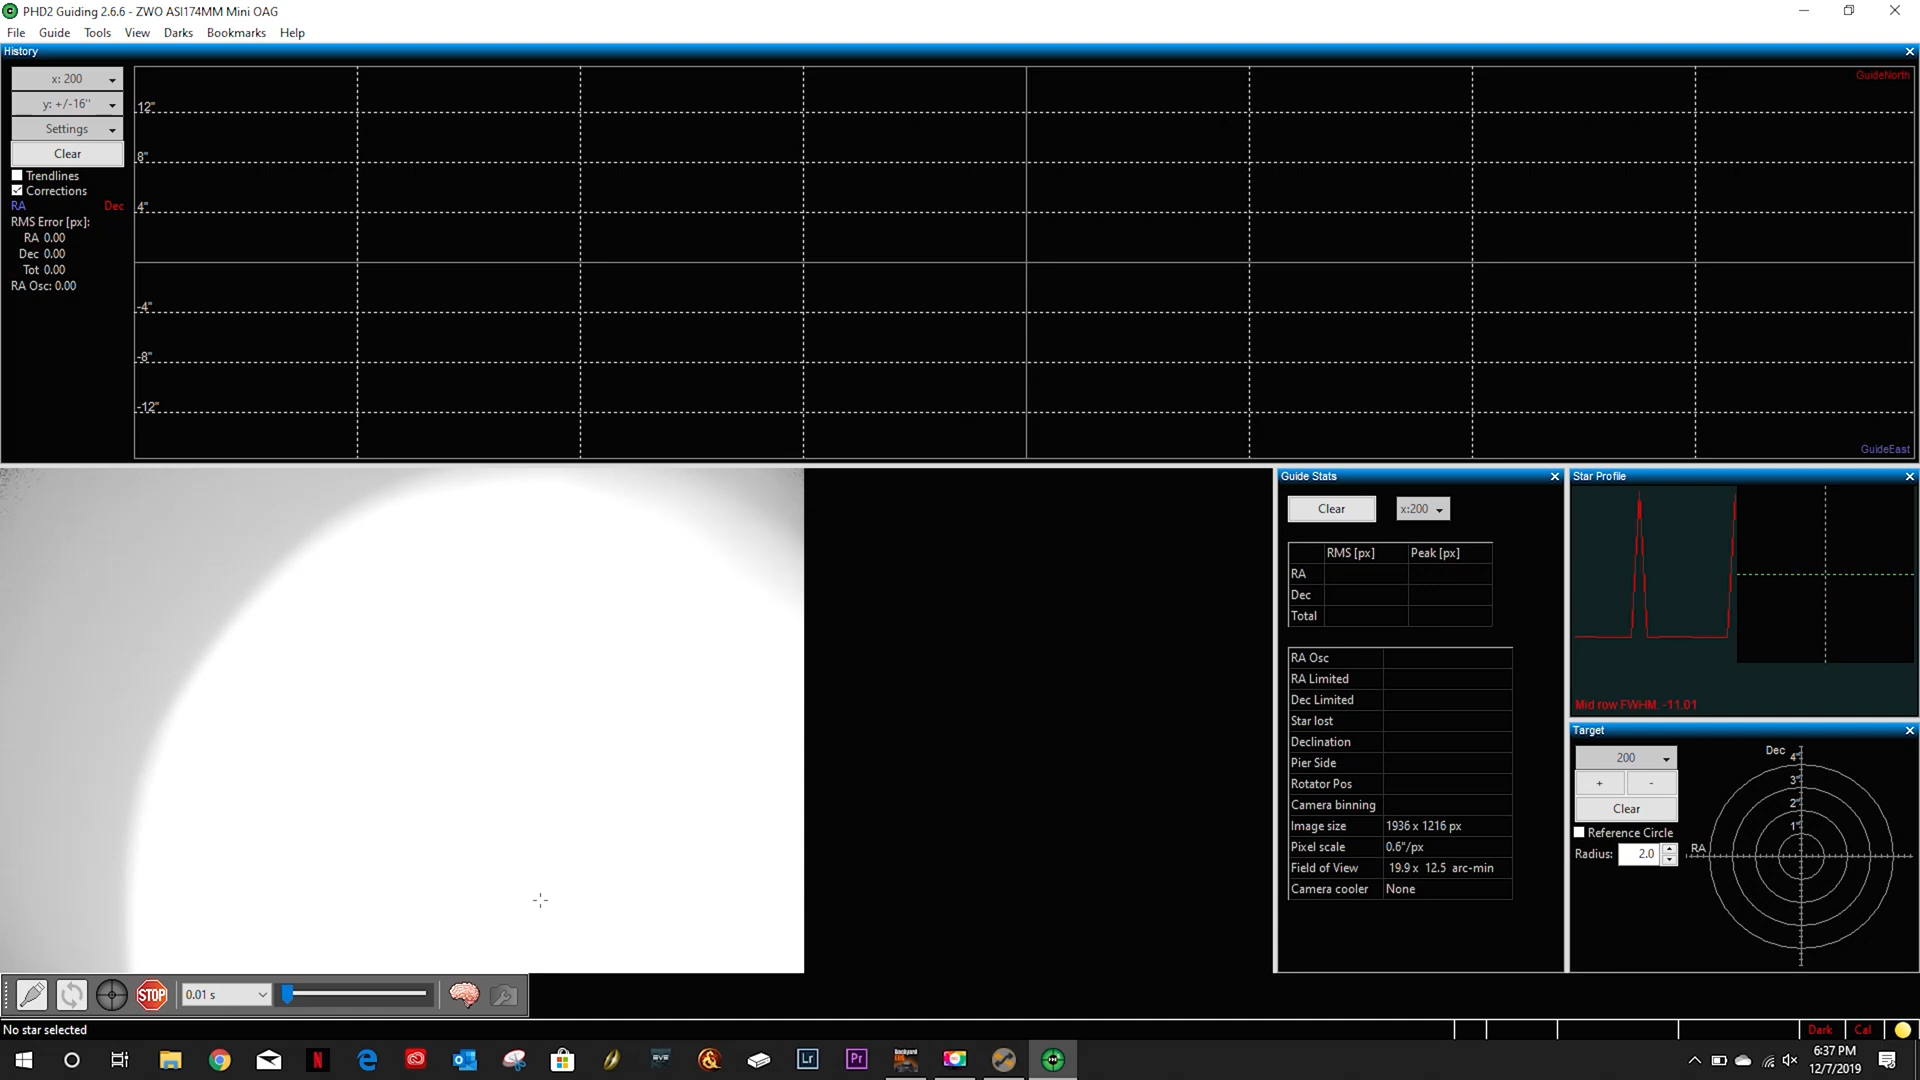 PHD2 Guiding 2.6.6 - ZWO ASI174MM Mini OAG
File Guide Tools View Darks Bookmarks Help
History
x: 200
y: +/-16"
Settings
Clear
Trendlines
Corrections
RA Dec
RMS Error [px]:
RA 0.00
Dec 0.00
Tot 0.00
RA Osc: 0.00
GuideNorth
12"
8"
4"
-4"
-8"
-12"
GuideEast
Guide Stats
Clear x:200
RMS [px] Peak [px]
RA
Dec
Total
RA Osc
RA Limited
Dec Limited
Star lost
Declination
Pier Side
Rotator Pos
Camera binning
Image size 1936 x 1216 px
Pixel scale 0.6"/px
Field of View 19.9 x 12.5 arc-min
Camera cooler None
Star Profile
Mid row FWHM: -11.01
Target
200
+ -
Clear
Reference Circle
Radius: 2.0
Dec
4"
3"
2"
1"
RA
STOP 0.01 s
No star selected
Dark Cal
Lr Pr
6:37 PM
12/7/2019